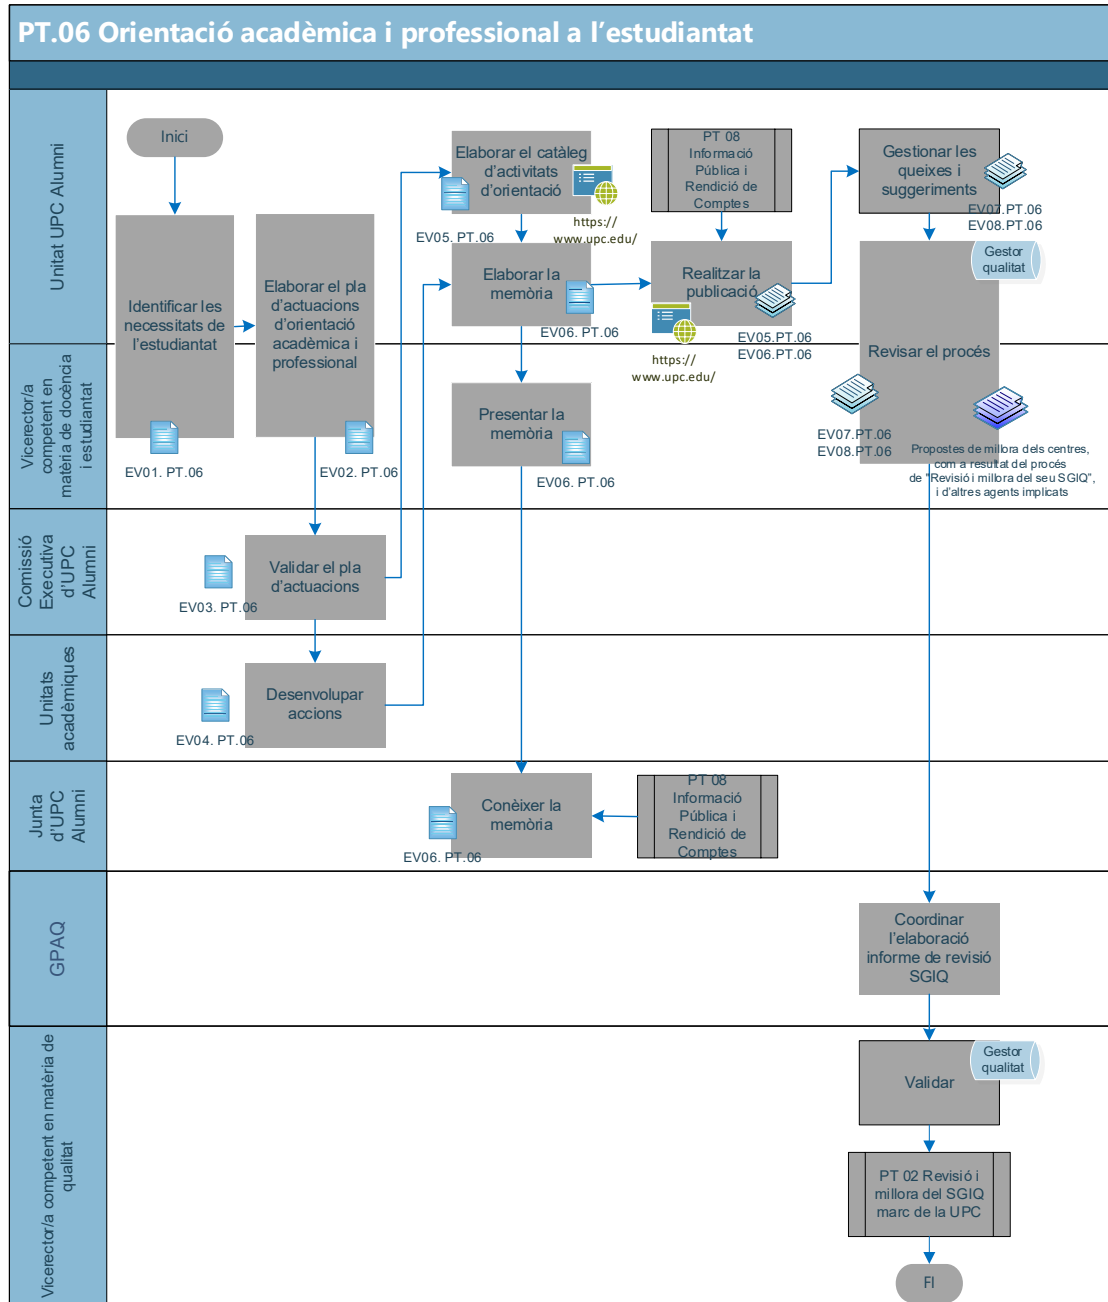 PT.06 Orientació acadèmica i professional a l'estudiantat
Unitat UPC Alumni
Inici
Identificar les
necessitats de
l'estudiantat
EV01. PT.06
Elaborar el pla
d'actuacions
d'orientació
acadèmica i
professional
EV02. PT.06
Elaborar el catàleg
d'activitats
d'orientació
EV05. PT.06
https://
www.upc.edu/
Elaborar la
memòria
EV06. PT.06
PT 08
Informació
Pública i
Rendició de
Comptes
Realitzar la
publicació
https://
www.upc.edu/
EV05.PT.06
EV06.PT.06
Gestionar les
queixes i
suggeriments
EV07.PT.06
EV08.PT.06
Gestor
qualitat
Revisar el procés
EV07.PT.06
EV08.PT.06
Propostes de millora dels centres,
com a resultat del procés
de "Revisió i millora del seu SGIQ",
i d'altres agents implicats
Vicerector/a
competent en
matèria de docència
i estudiantat
Presentar la
memòria
EV06. PT.06
Comissió
Executiva
d'UPC
Alumni
Validar el pla
d'actuacions
EV03. PT.06
Unitats
acadèmiques
Desenvolupar
accions
EV04. PT.06
Junta
d'UPC
Alumni
Conèixer la
memòria
EV06. PT.06
PT 08
Informació
Pública i
Rendició de
Comptes
GPAQ
Coordinar
l'elaboració
informe de revisió
SGIQ
Vicerector/a competent en matèria de
qualitat
Gestor
qualitat
Validar
PT 02 Revisió i
millora del SGIQ
marc de la UPC
FI